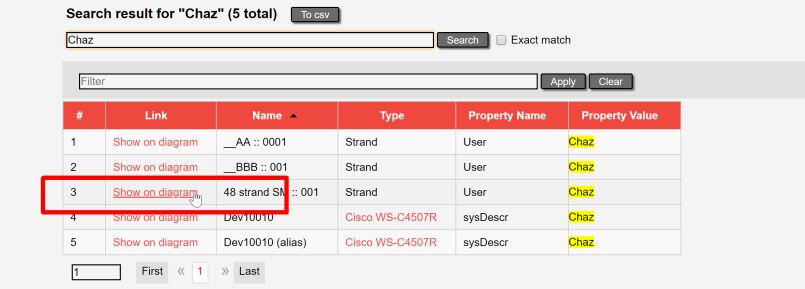 Search result for "Chaz" (5 total) To csv
Chaz Search Exact match
Filter Apply Clear
# Link Name Type Property Name Property Value
1 Show on diagram __AA :: 0001 Strand User Chaz
2 Show on diagram __BBB :: 001 Strand User Chaz
3 Show on diagram 48 strand SM :: 001 Strand User Chaz
4 Show on diagram Dev10010 Cisco WS-C4507R sysDescr Chaz
5 Show on diagram Dev10010 (alias) Cisco WS-C4507R sysDescr Chaz
1 First « 1 » Last